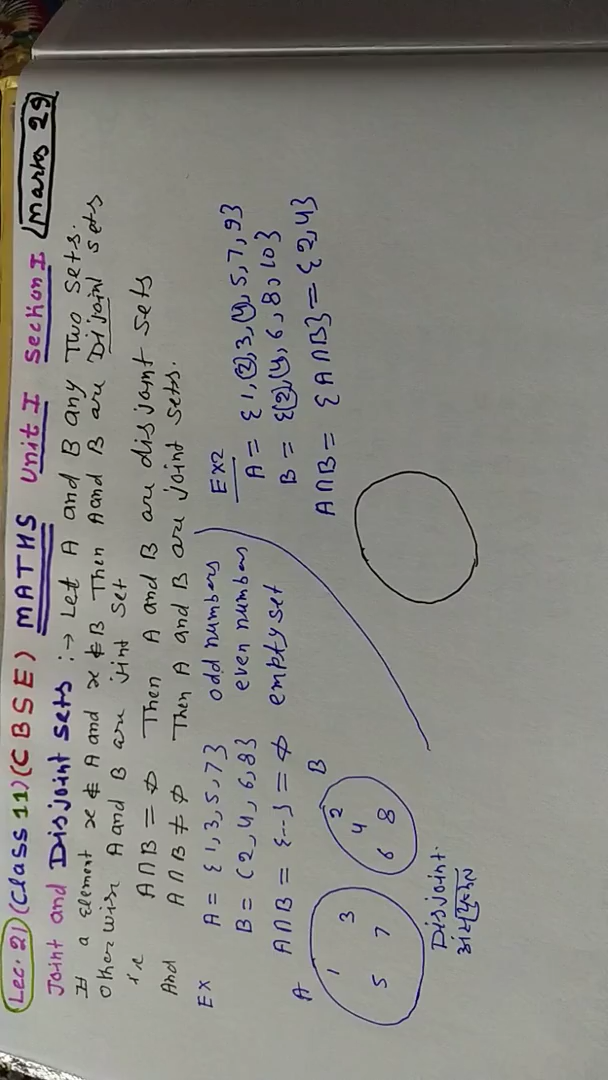 Lec. 21) (Class 11) (CBSE) MATHS Unit I Section I Marks 29
Joint and Disjoint sets :→ Let A and B any Two sets.
If a element x ∉ A and x ∉ B Then A and B are Disjoint sets
otherwise A and B are jint set
i.e A∩B = ϕ Then A and B are disjoint sets
And A∩B ≠ ϕ Then A and B are joint sets.
Ex A = {1,3,5,7} odd numbers
B = {2,4,6,8} even numbers
A∩B = {--} = ϕ empty set
A B
1 3 5 7
2 4 6 8
Disjoint.
Ex2
A = {1,2,3,4,5,7,9}
B = {2,4,6,8,10}
A∩B = {A∩B} = {2,4}